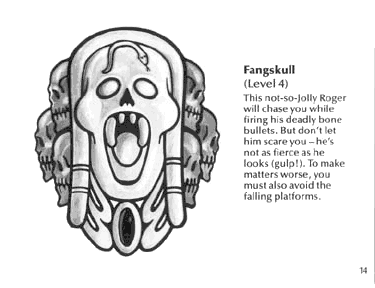 Fangskull
(Level 4)
This not-so-Jolly Roger
will chase you while
firing his deadly bone
bullets. But don't let
him scare you – he's
not as fierce as he
looks (gulp!). To make
matters worse, you
must also avoid the
falling platforms.
14